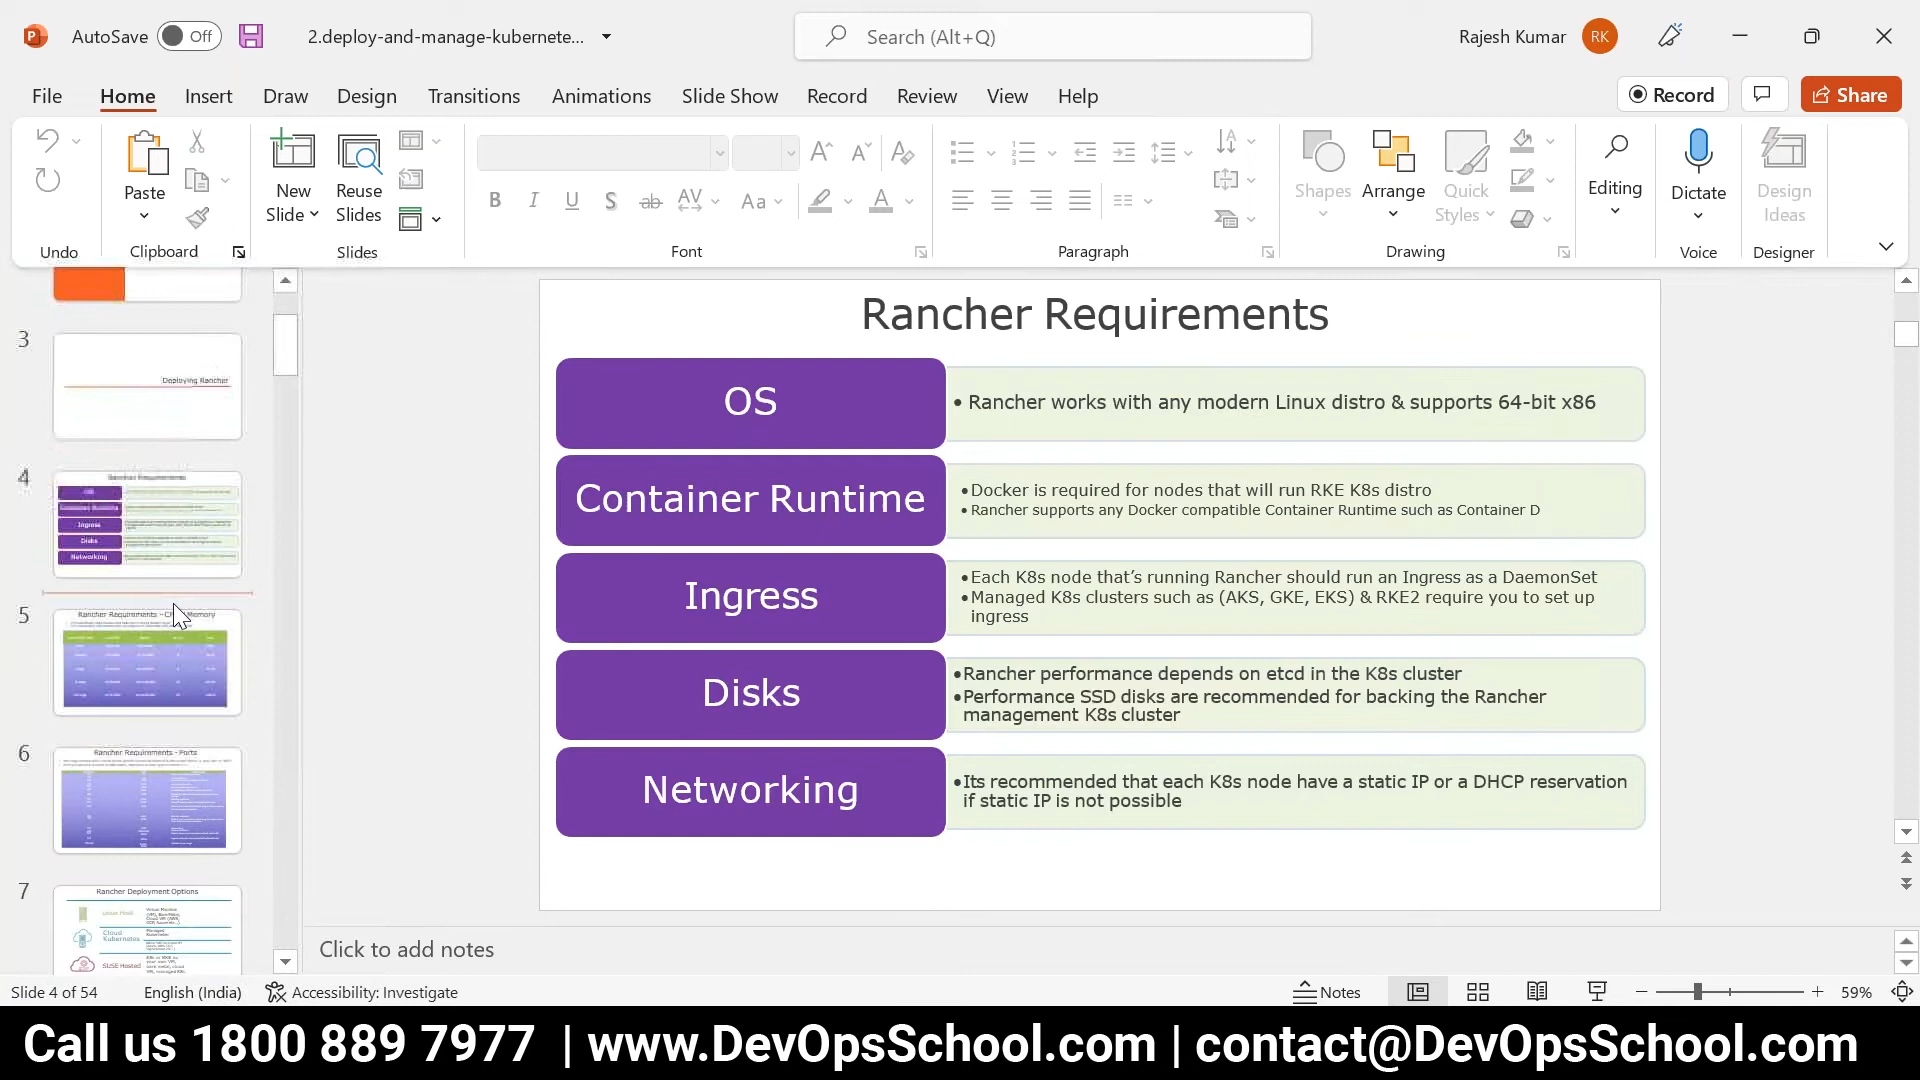 AutoSave Off 2.deploy-and-manage-kubernete... Search (Alt+Q) Rajesh Kumar RK
File Home Insert Draw Design Transitions Animations Slide Show Record Review View Help Record Share
Paste
New
Slide
Reuse
Slides
Shapes Arrange Quick
Styles
Editing
Dictate
Design
Ideas
Undo Clipboard Slides Font Paragraph Drawing Voice Designer
3
Deploying Rancher
4
Ingress
Disks
Networking
5
6
Rancher Requirements - Ports
7
Rancher Deployment Options
Cloud
Kubernetes
SUSE Hosted
Rancher Requirements
OS
• Rancher works with any modern Linux distro & supports 64-bit x86
Container Runtime
•Docker is required for nodes that will run RKE K8s distro
• Rancher supports any Docker compatible Container Runtime such as Container D
Ingress
•Each K8s node that's running Rancher should run an Ingress as a DaemonSet
•Managed K8s clusters such as (AKS, GKE, EKS) & RKE2 require you to set up
ingress
Disks
•Rancher performance depends on etcd in the K8s cluster
•Performance SSD disks are recommended for backing the Rancher
management K8s cluster
Networking
•Its recommended that each K8s node have a static IP or a DHCP reservation
if static IP is not possible
Click to add notes
Slide 4 of 54 English (India) Accessibility: Investigate Notes 59%
Call us 1800 889 7977 | www.DevOpsSchool.com | contact@DevOpsSchool.com